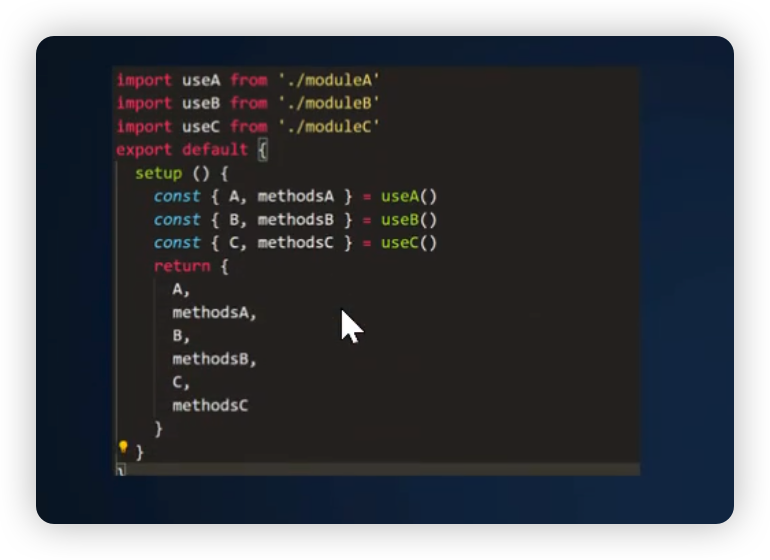 import useA from './moduleA'
import useB from './moduleB'
import useC from './moduleC'
export default {
setup () {
const { A, methodsA } = useA()
const { B, methodsB } = useB()
const { C, methodsC } = useC()
return {
A,
methodsA,
B,
methodsB,
C,
methodsC
}
}
}